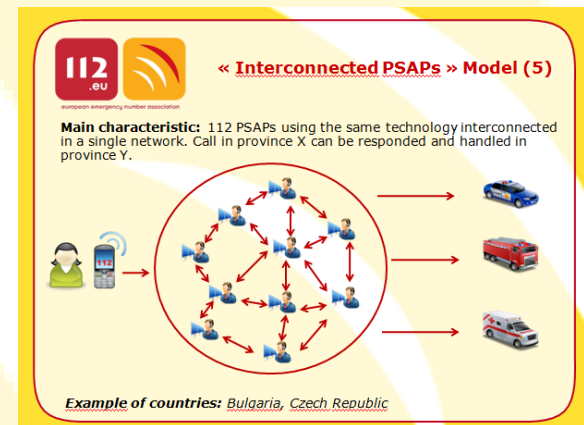 112
.eu
european emergency number association
« Interconnected PSAPs » Model (5)
Main characteristic: 112 PSAPs using the same technology interconnected
in a single network. Call in province X can be responded and handled in
province Y.
112
Example of countries: Bulgaria, Czech Republic